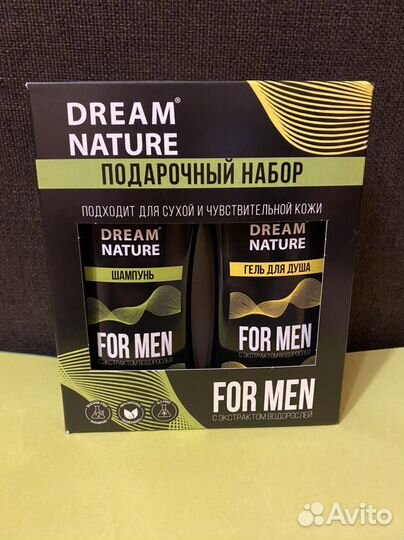 DREAM®
NATURE
ПОДАРОЧНЫЙ НАБОР
ПОДХОДИТ ДЛЯ СУХОЙ И ЧУВСТВИТЕЛЬНОЙ КОЖИ
DREAM
NATURE
ШАМПУНЬ
FOR MEN
С ЭКСТРАКТОМ ВОДОРОСЛЕЙ
DREAM
NATURE
ГЕЛЬ ДЛЯ ДУША
FOR MEN
С ЭКСТРАКТОМ ВОДОРОСЛЕЙ
FOR MEN
С ЭКСТРАКТОМ ВОДОРОСЛЕЙ
Avito